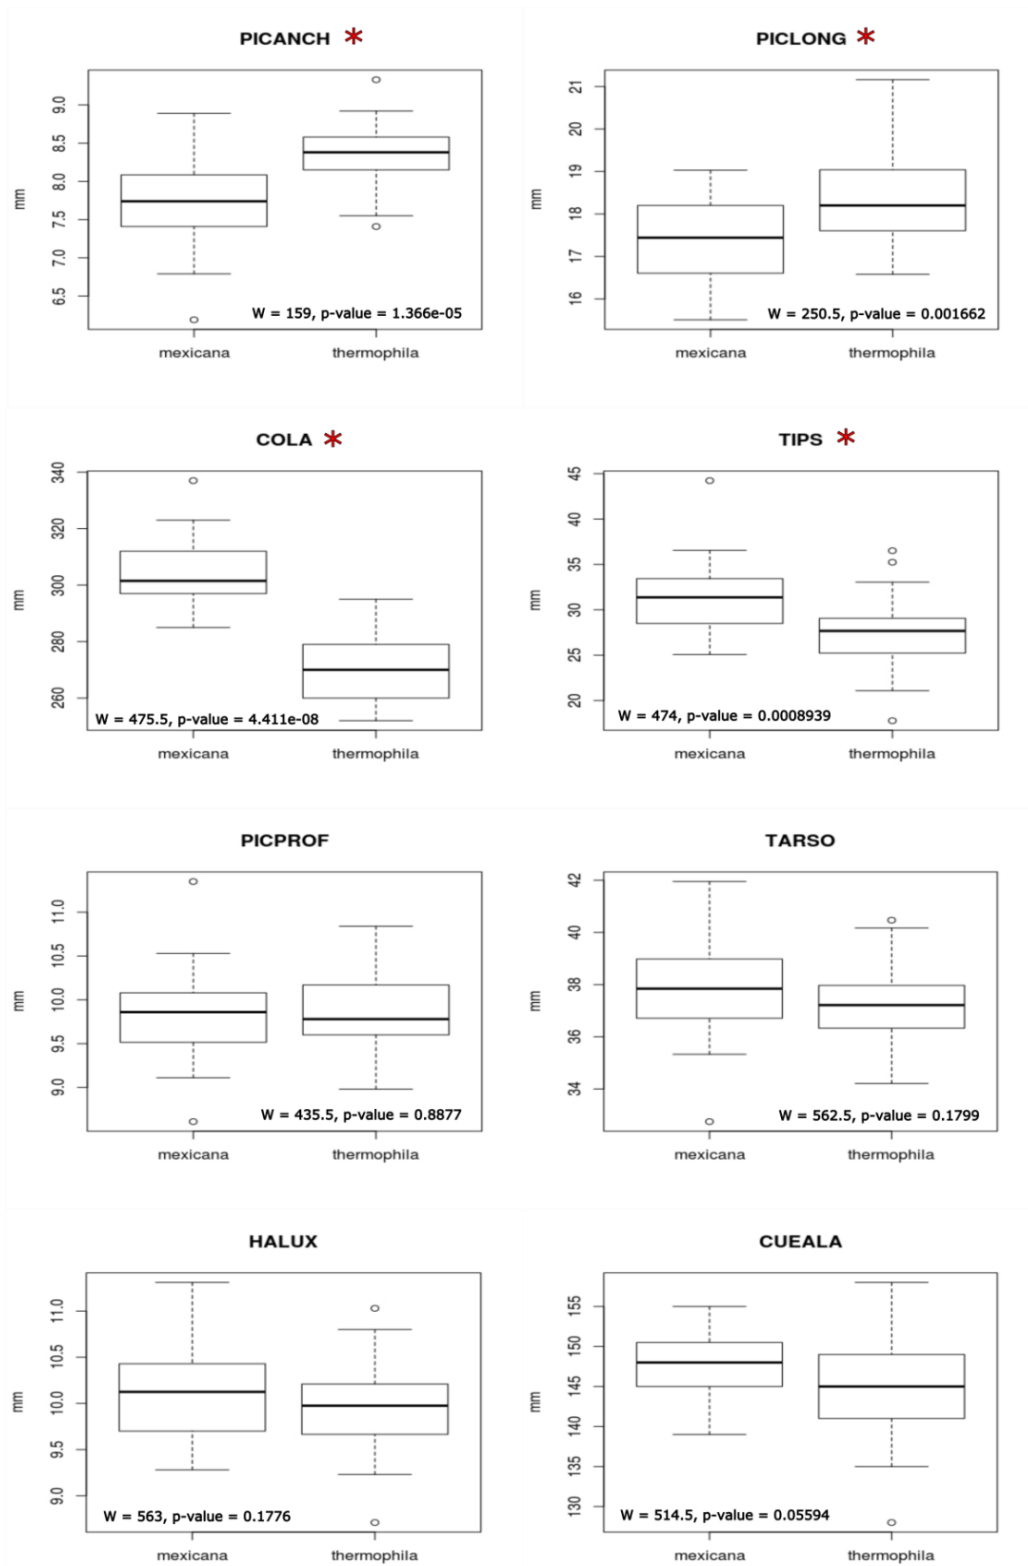 PICANCH *
9.0
8.5
8.0
7.5
7.0
6.5
mm
W = 159, p-value = 1.366e-05
mexicana thermophila
PICLONG *
21
20
19
18
17
16
mm
W = 250.5, p-value = 0.001662
mexicana thermophila
COLA *
340
320
300
280
260
mm
W = 475.5, p-value = 4.411e-08
mexicana thermophila
TIPS *
45
40
35
30
25
20
mm
W = 474, p-value = 0.0008939
mexicana thermophila
PICPROF
11.0
10.5
10.0
9.5
9.0
mm
W = 435.5, p-value = 0.8877
mexicana thermophila
TARSO
42
40
38
36
34
mm
W = 562.5, p-value = 0.1799
mexicana thermophila
HALUX
11.0
10.5
10.0
9.5
9.0
mm
W = 563, p-value = 0.1776
mexicana thermophila
CUEALA
155
150
145
140
135
130
mm
W = 514.5, p-value = 0.05594
mexicana thermophila